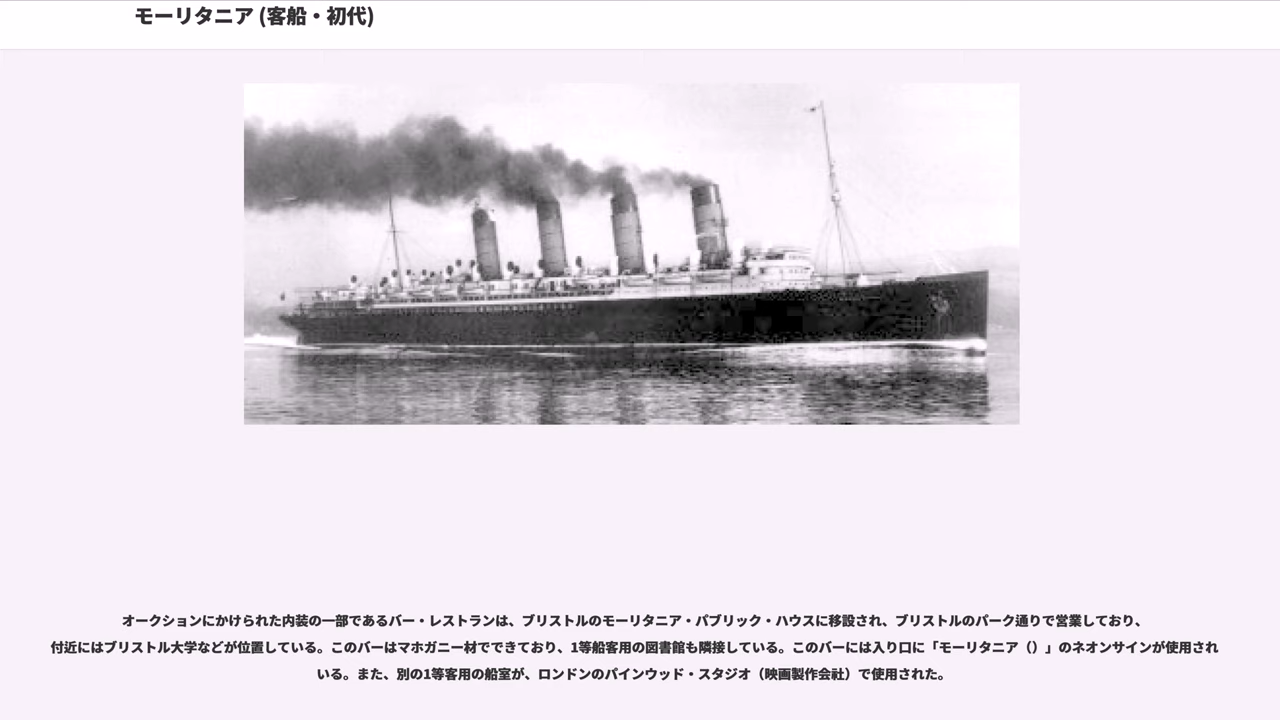 モーリタニア (客船・初代)
オークションにかけられた内装の一部であるバー・レストランは、ブリストルのモーリタニア・パブリック・ハウスに移設され、ブリストルのパーク通りで営業しており、
付近にはブリストル大学などが位置している。このバーはマホガニー材でできており、1等船客用の図書館も隣接している。このバーには入り口に「モーリタニア（）」のネオンサインが使用され
いる。また、別の1等客用の船室が、ロンドンのパインウッド・スタジオ（映画製作会社）で使用された。